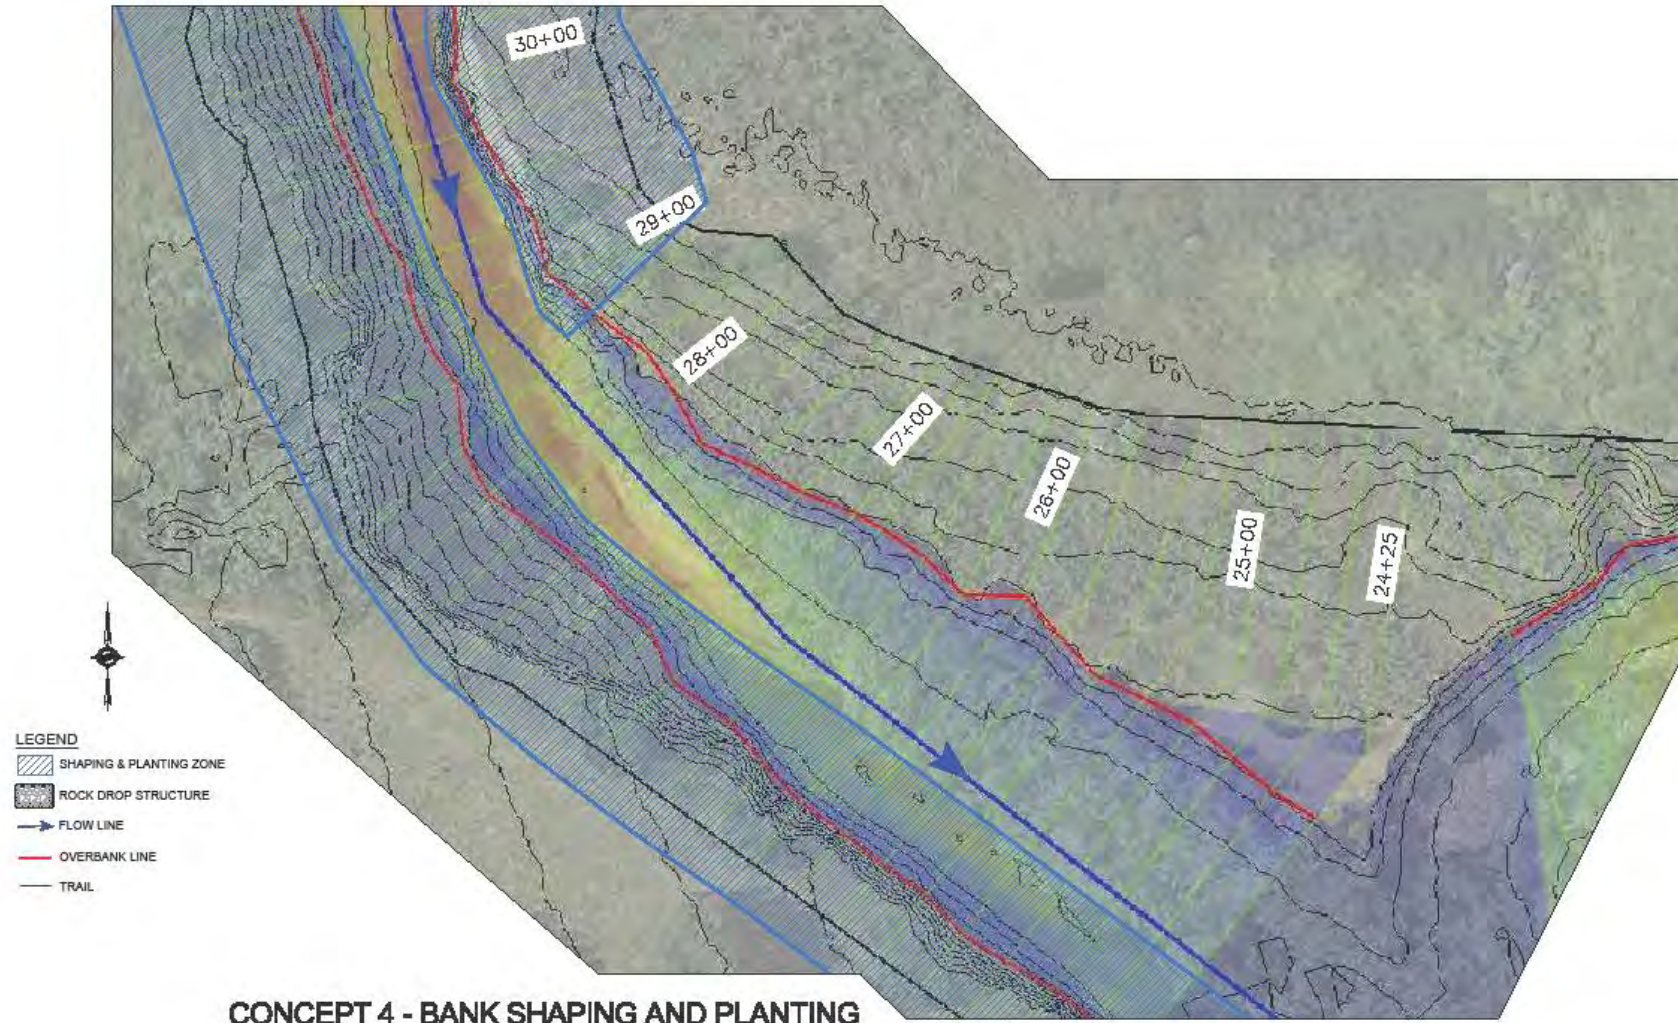 30+00
29+00
28+00
27+00
26+00
25+00
24+25
LEGEND
SHAPING & PLANTING ZONE
ROCK DROP STRUCTURE
FLOW LINE
OVERBANK LINE
TRAIL
CONCEPT 4 - BANK SHAPING AND PLANTING